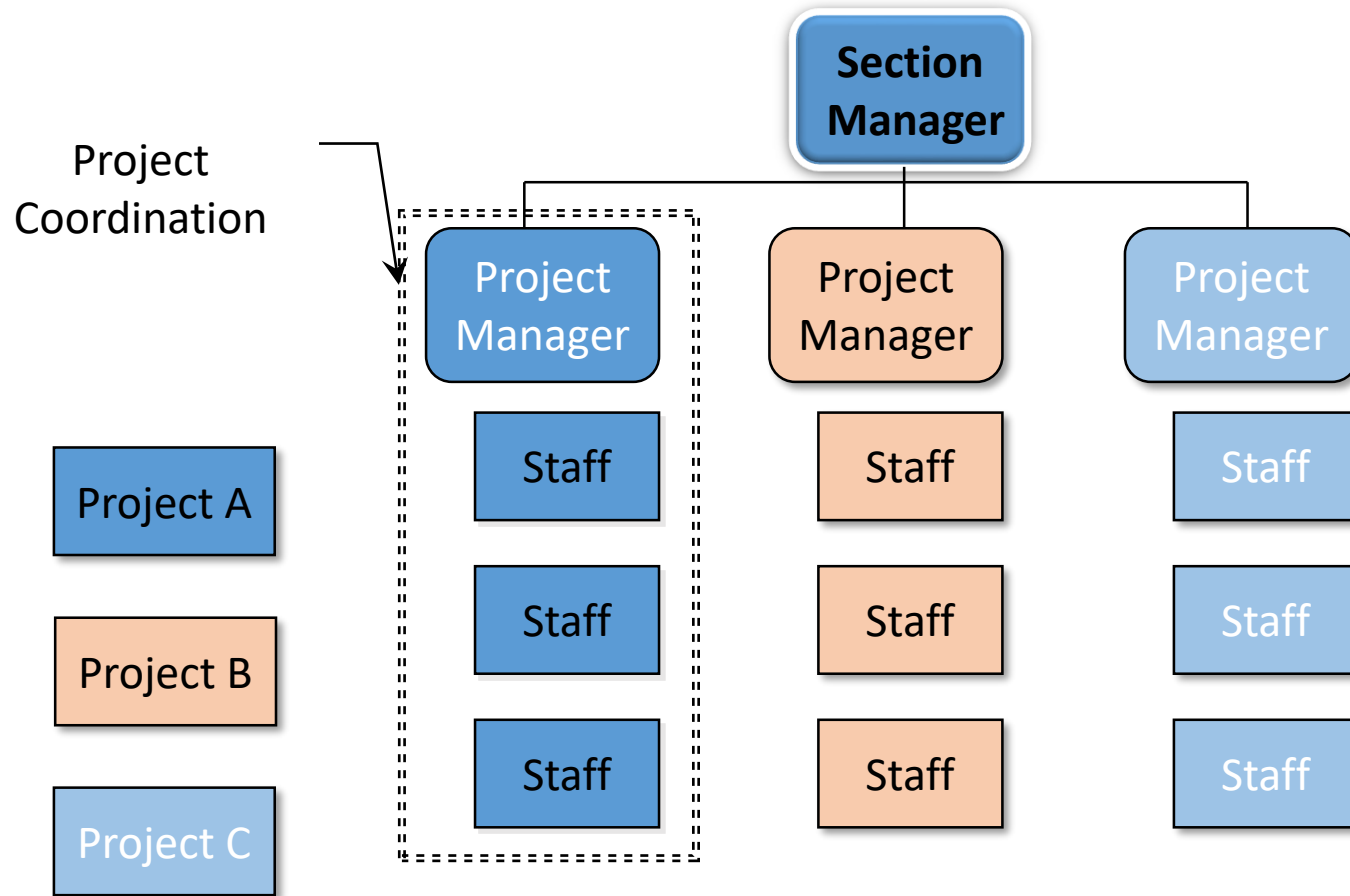 Section
Manager
Project
Coordination
Project
Manager
Project
Manager
Project
Manager
Staff
Staff
Staff
Project A
Staff
Staff
Staff
Project B
Staff
Staff
Staff
Project C